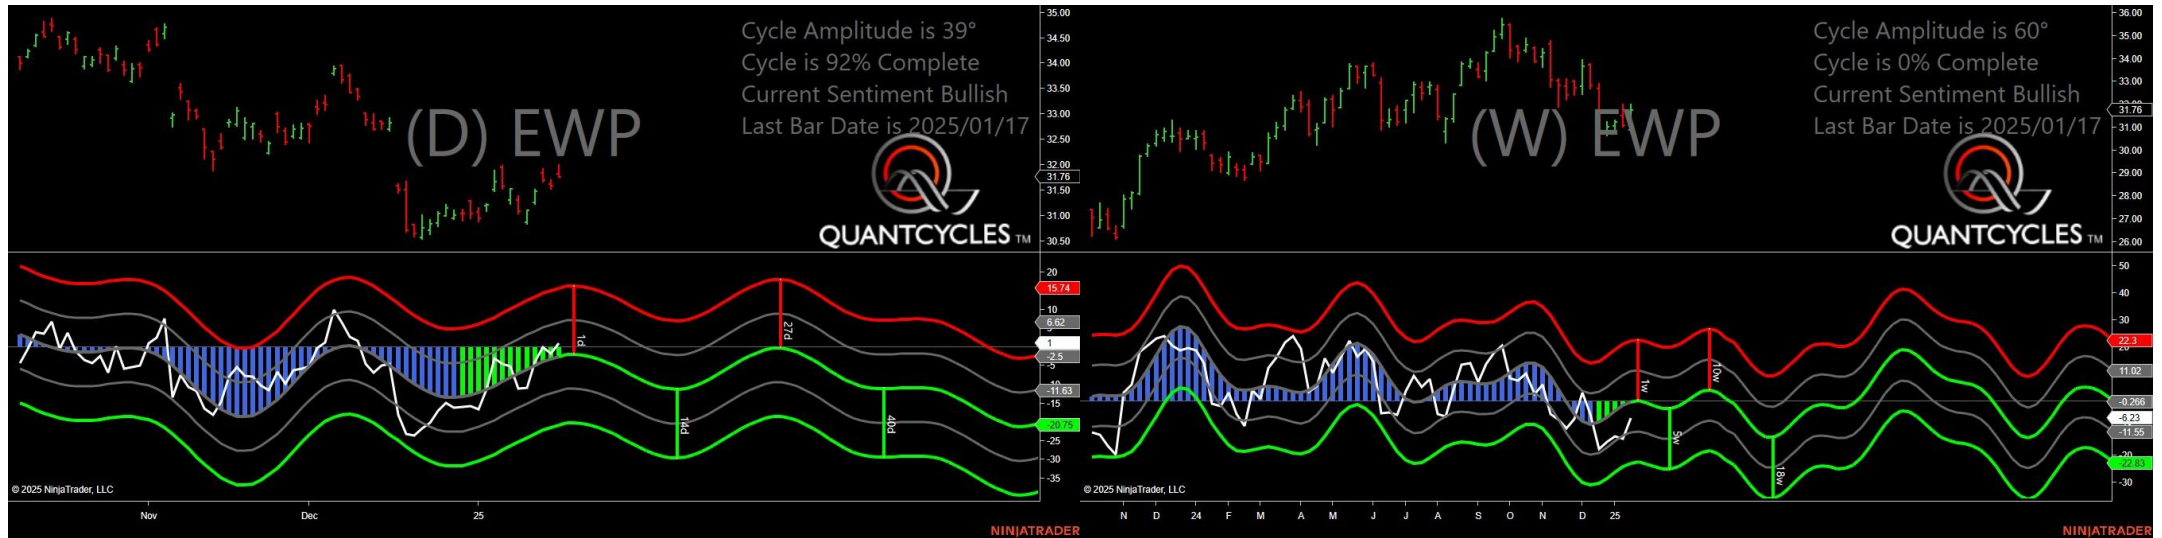 Cycle Amplitude is 39°
Cycle is 92% Complete
Current Sentiment Bullish
Last Bar Date is 2025/01/17
(D) EWP
QUANTCYCLES TM
35.00
34.50
34.00
33.50
33.00
32.50
32.00
31.76
31.50
31.00
30.50
20
15.74
10
6.62
1
-2.5
-5
-11.63
-15
-20.75
-25
-30
-35
1d
27d
14d
40d
© 2025 NinjaTrader, LLC
Nov
Dec
25
NINJATRADER
Cycle Amplitude is 60°
Cycle is 0% Complete
Current Sentiment Bullish
Last Bar Date is 2025/01/17
(W) EWP
QUANTCYCLES TM
36.00
35.00
34.00
33.00
31.76
31.00
30.00
29.00
28.00
27.00
26.00
50
40
30
22.3
11.02
-0.266
-6.23
-11.55
-22.83
-30
1w
10w
5w
18w
© 2025 NinjaTrader, LLC
N D 24 F M A M J J A S O N D 25
NINJATRADER